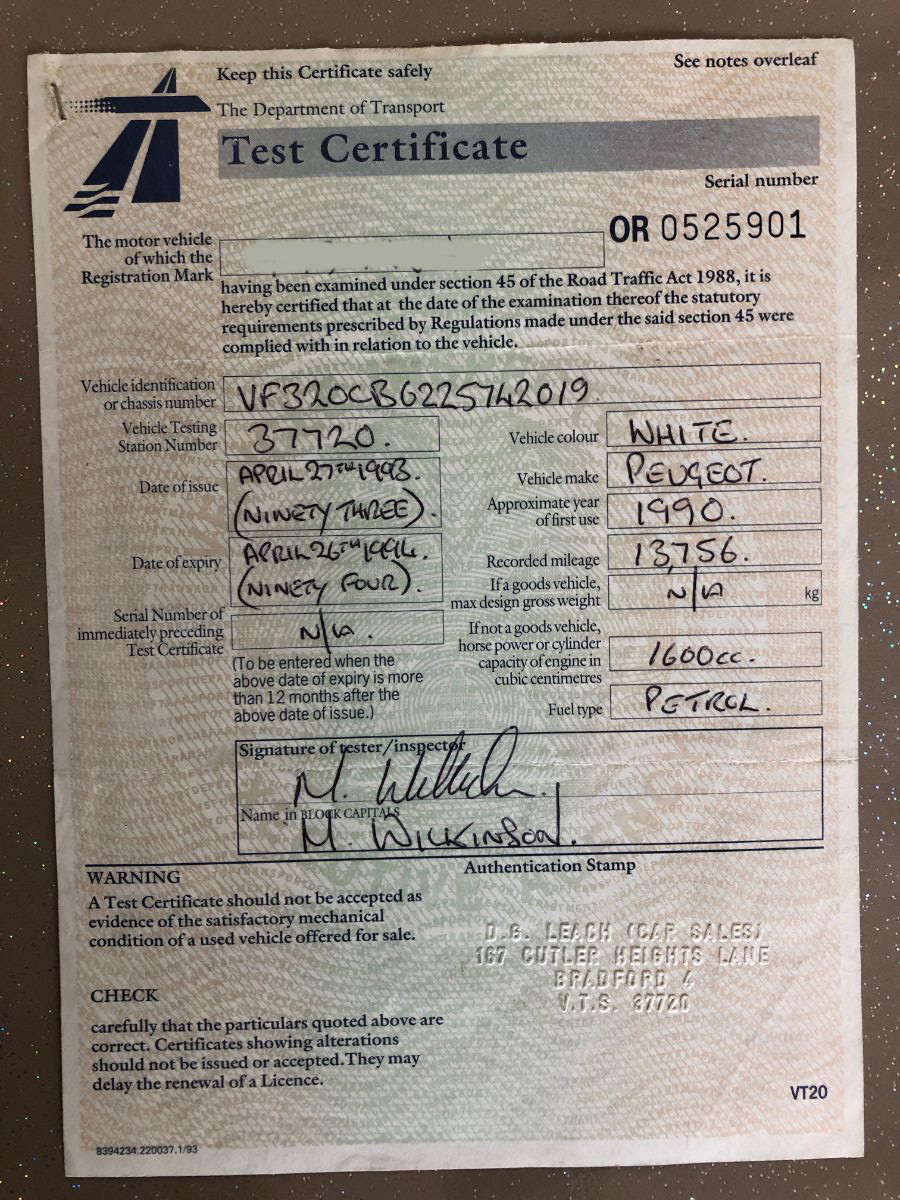 Keep this Certificate safely
See notes overleaf
The Department of Transport
Test Certificate
Serial number
OR 0525901
The motor vehicle
of which the
Registration Mark
having been examined under section 45 of the Road Traffic Act 1988, it is
hereby certified that at the date of the examination thereof the statutory
requirements prescribed by Regulations made under the said section 45 were
complied with in relation to the vehicle.
Vehicle identification
or chassis number
VF320CB6225742019.
Vehicle Testing
Station Number
37720.
Vehicle colour
WHITE.
Date of issue
APRIL 27TH 1993.
(NINETY THREE).
Vehicle make
PEUGEOT.
Approximate year
of first use
1990.
Date of expiry
APRIL 26TH 1994.
(NINETY FOUR).
Recorded mileage
13,756.
If a goods vehicle,
max design gross weight
N/A
kg
Serial Number of
immediately preceding
Test Certificate
N/A.
(To be entered when the
above date of expiry is more
than 12 months after the
above date of issue.)
If not a goods vehicle,
horse power or cylinder
capacity of engine in
cubic centimetres
1600cc.
Fuel type
PETROL.
Signature of tester/inspector
Name in BLOCK CAPITALS
M. WILKINSON.
WARNING
A Test Certificate should not be accepted as
evidence of the satisfactory mechanical
condition of a used vehicle offered for sale.
Authentication Stamp
D.G. LEACH (CAR SALES)
167 CUTLER HEIGHTS LANE
BRADFORD 4
V.T.S. 37720
CHECK
carefully that the particulars quoted above are
correct. Certificates showing alterations
should not be issued or accepted.They may
delay the renewal of a Licence.
VT20
8394234.220037.1/93